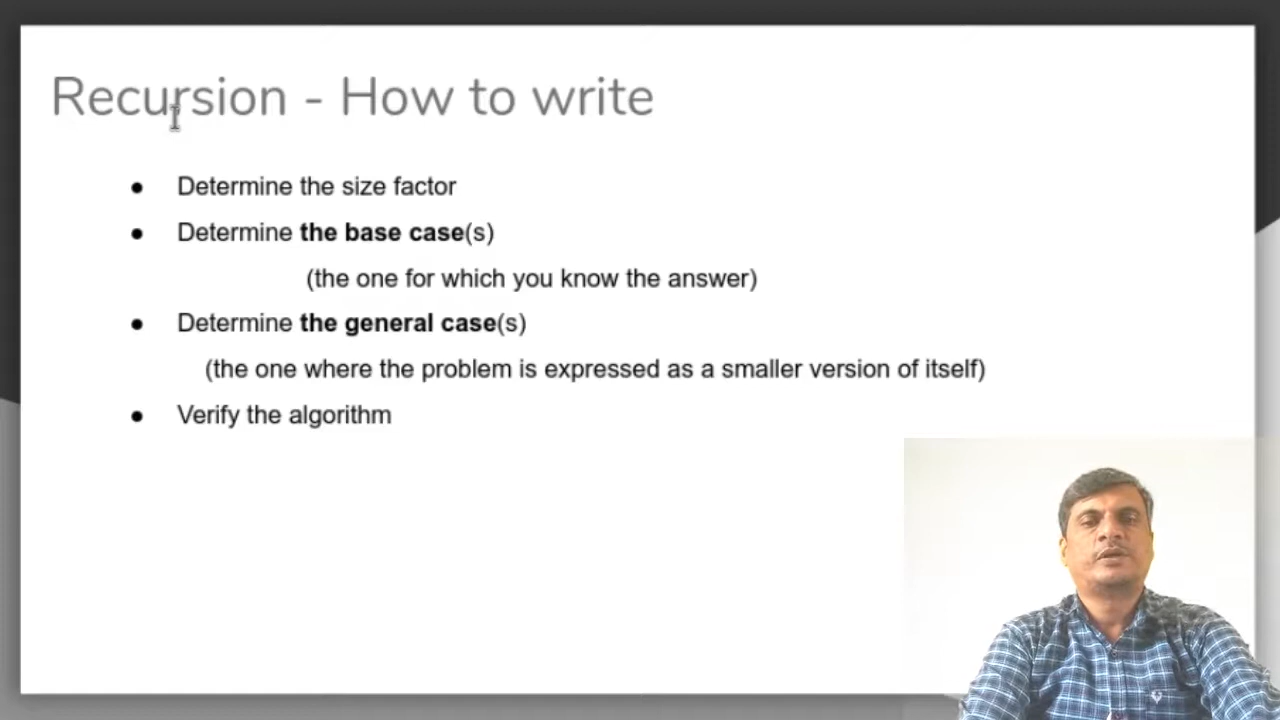 Recursion - How to write
● Determine the size factor
● Determine the base case(s)
(the one for which you know the answer)
● Determine the general case(s)
(the one where the problem is expressed as a smaller version of itself)
● Verify the algorithm